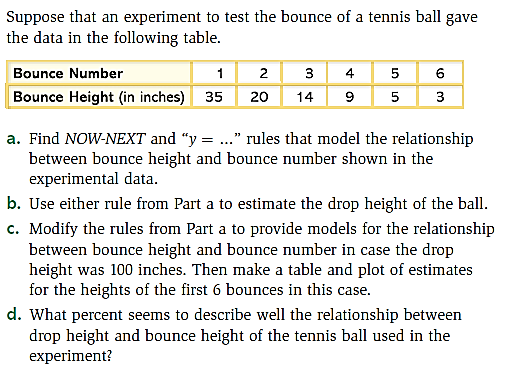 Suppose that an experiment to test the bounce of a tennis ball gave
the data in the following table.
Bounce Number 1 2 3 4 5 6
Bounce Height (in inches) 35 20 14 9 5 3
a. Find NOW-NEXT and “y = ...” rules that model the relationship
between bounce height and bounce number shown in the
experimental data.
b. Use either rule from Part a to estimate the drop height of the ball.
c. Modify the rules from Part a to provide models for the relationship
between bounce height and bounce number in case the drop
height was 100 inches. Then make a table and plot of estimates
for the heights of the first 6 bounces in this case.
d. What percent seems to describe well the relationship between
drop height and bounce height of the tennis ball used in the
experiment?